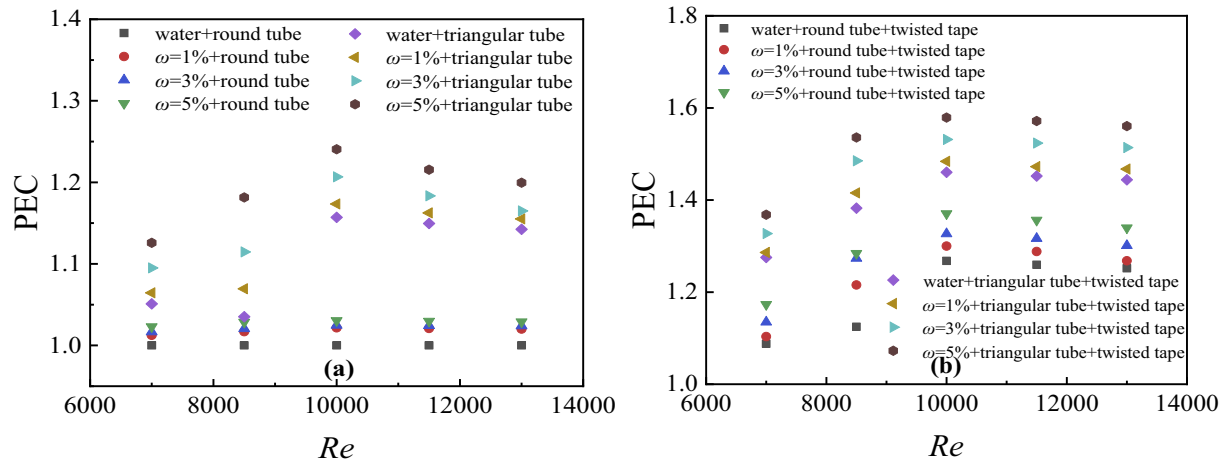 1.4
1.3
1.2
1.1
1.0
PEC
water+round tube
ω=1%+round tube
ω=3%+round tube
ω=5%+round tube
water+triangular tube
ω=1%+triangular tube
ω=3%+triangular tube
ω=5%+triangular tube
(a)
6000 8000 10000 12000 14000
Re
1.8
1.6
1.4
1.2
1.0
PEC
water+round tube+twisted tape
ω=1%+round tube+twisted tape
ω=3%+round tube+twisted tape
ω=5%+round tube+twisted tape
water+triangular tube+twisted tape
ω=1%+triangular tube+twisted tape
ω=3%+triangular tube+twisted tape
ω=5%+triangular tube+twisted tape
(b)
6000 8000 10000 12000 14000
Re